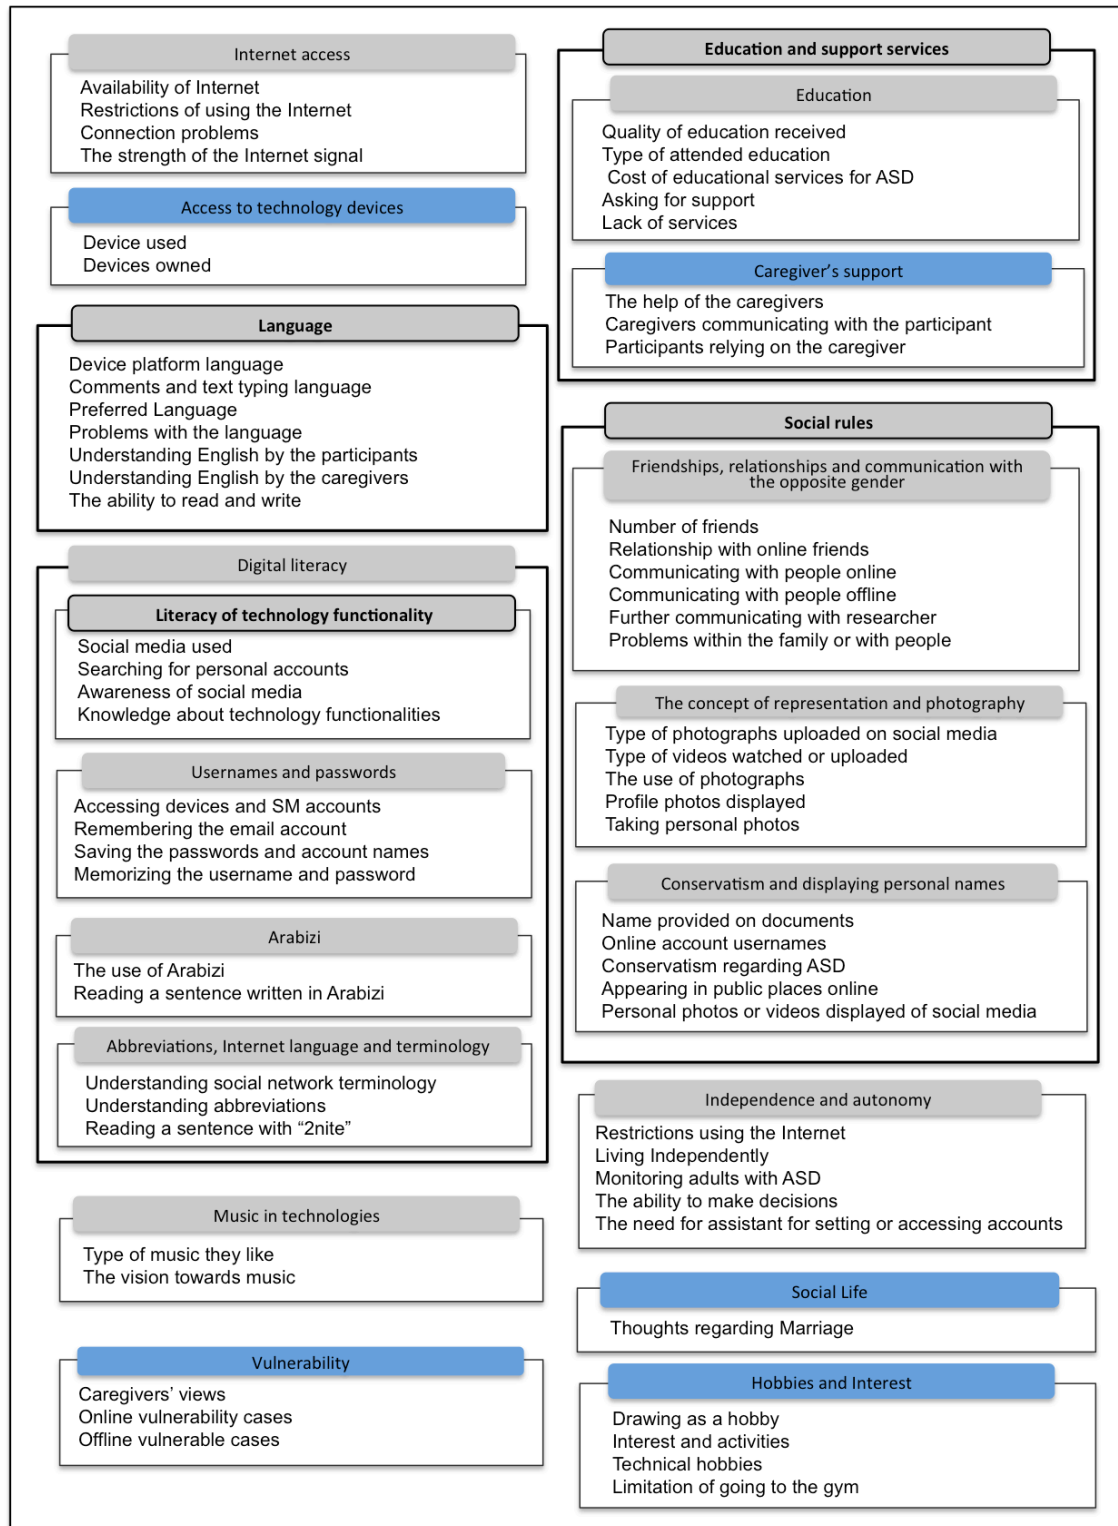 Internet access
Availability of Internet
Restrictions of using the Internet
Connection problems
The strength of the Internet signal
Access to technology devices
Device used
Devices owned
Language
Device platform language
Comments and text typing language
Preferred Language
Problems with the language
Understanding English by the participants
Understanding English by the caregivers
The ability to read and write
Digital literacy
Literacy of technology functionality
Social media used
Searching for personal accounts
Awareness of social media
Knowledge about technology functionalities
Usernames and passwords
Accessing devices and SM accounts
Remembering the email account
Saving the passwords and account names
Memorizing the username and password
Arabizi
The use of Arabizi
Reading a sentence written in Arabizi
Abbreviations, Internet language and terminology
Understanding social network terminology
Understanding abbreviations
Reading a sentence with “2nite”
Music in technologies
Type of music they like
The vision towards music
Vulnerability
Caregivers’ views
Online vulnerability cases
Offline vulnerable cases
Education and support services
Education
Quality of education received
Type of attended education
Cost of educational services for ASD
Asking for support
Lack of services
Caregiver’s support
The help of the caregivers
Caregivers communicating with the participant
Participants relying on the caregiver
Social rules
Friendships, relationships and communication with
the opposite gender
Number of friends
Relationship with online friends
Communicating with people online
Communicating with people offline
Further communicating with researcher
Problems within the family or with people
The concept of representation and photography
Type of photographs uploaded on social media
Type of videos watched or uploaded
The use of photographs
Profile photos displayed
Taking personal photos
Conservatism and displaying personal names
Name provided on documents
Online account usernames
Conservatism regarding ASD
Appearing in public places online
Personal photos or videos displayed of social media
Independence and autonomy
Restrictions using the Internet
Living Independently
Monitoring adults with ASD
The ability to make decisions
The need for assistant for setting or accessing accounts
Social Life
Thoughts regarding Marriage
Hobbies and Interest
Drawing as a hobby
Interest and activities
Technical hobbies
Limitation of going to the gym